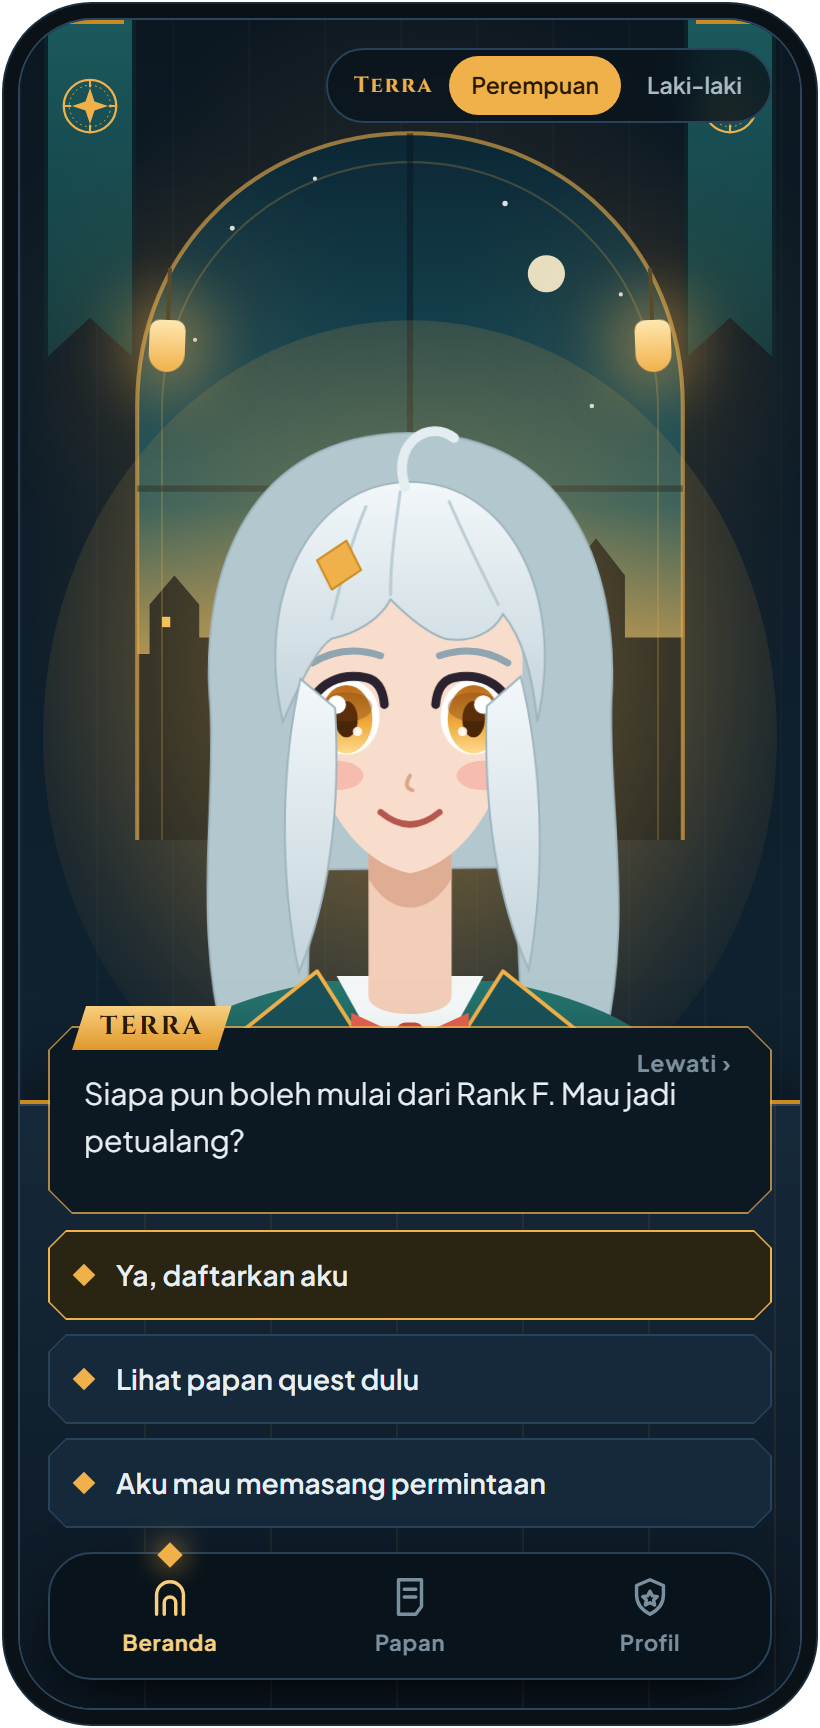 TERRA
Perempuan
Laki-laki
TERRA
Lewati ›
Siapa pun boleh mulai dari Rank F. Mau jadi
petualang?
Ya, daftarkan aku
Lihat papan quest dulu
Aku mau memasang permintaan
Beranda
Papan
Profil